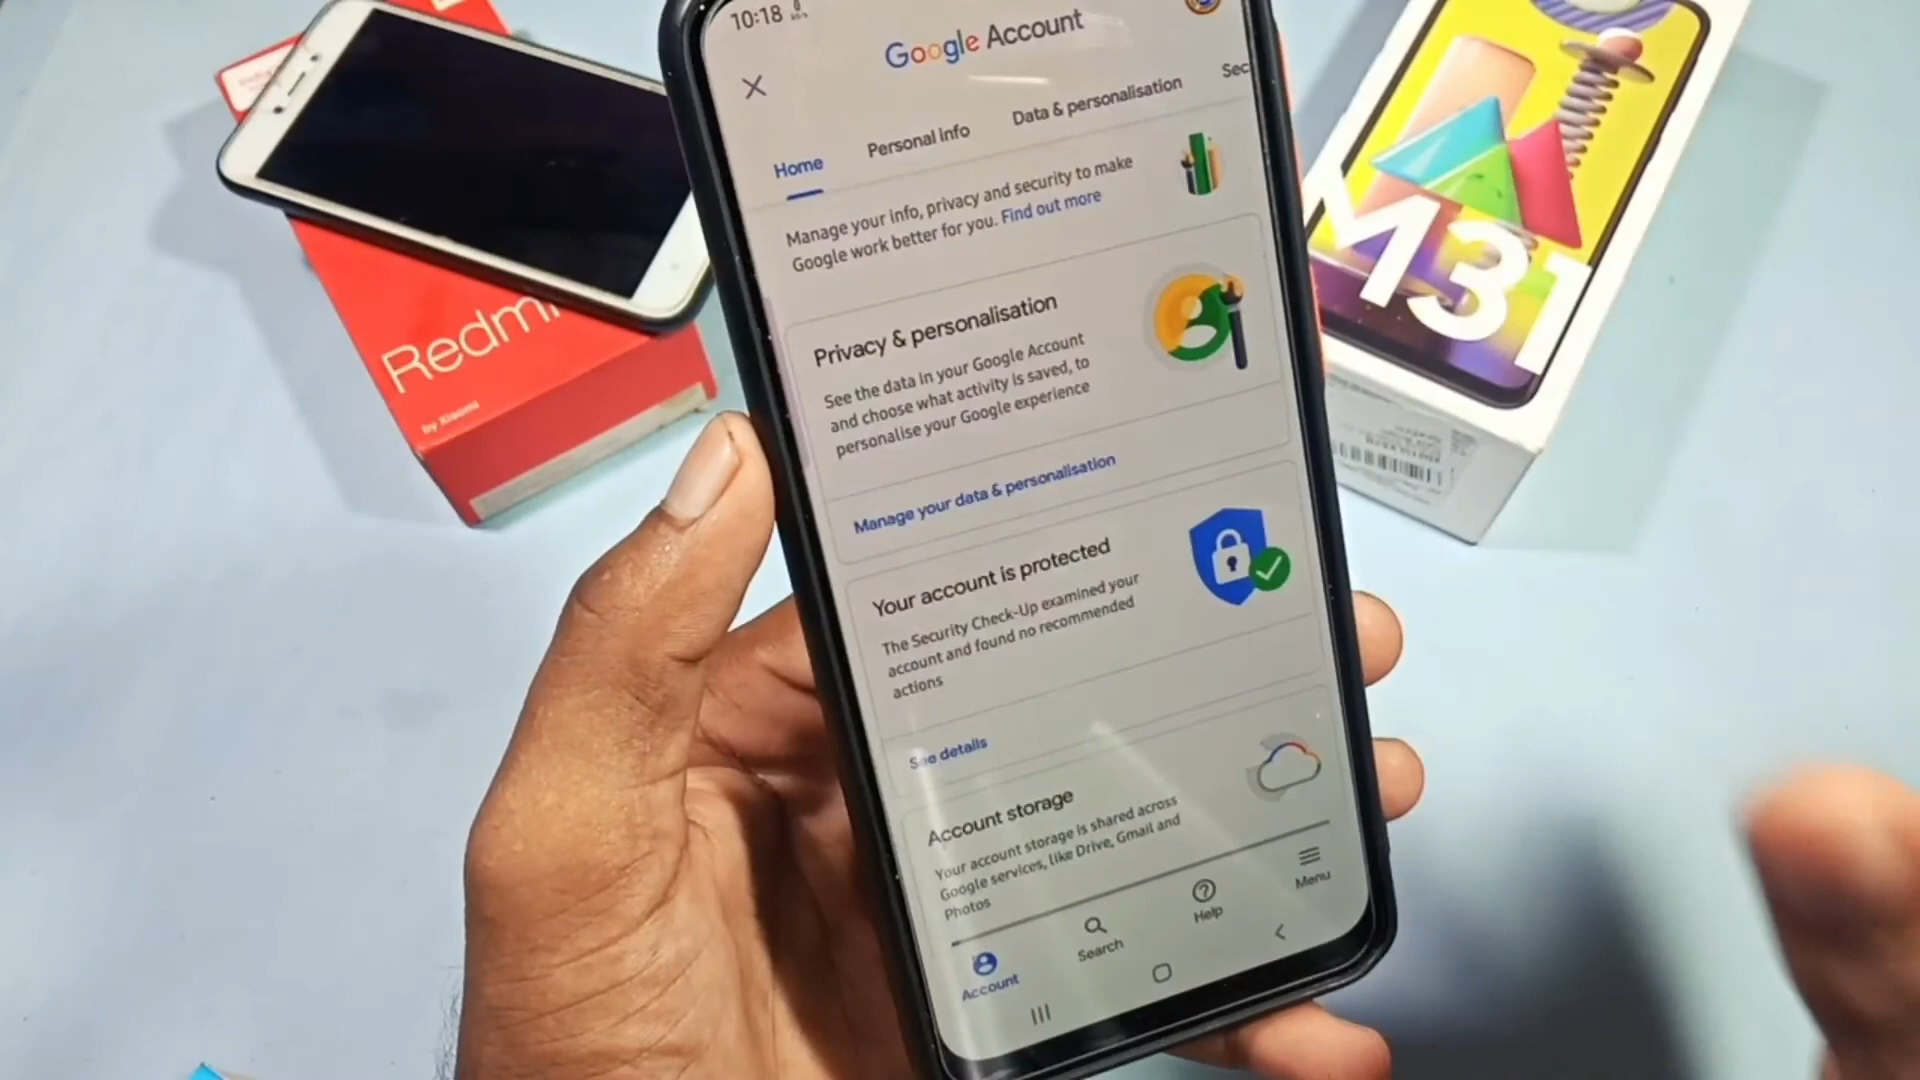 10:18
Google Account
Home
Personal info
Data & personalisation
Sec
Manage your info, privacy and security to make
Google work better for you. Find out more
Privacy & personalisation
See the data in your Google Account
and choose what activity is saved, to
personalise your Google experience
Manage your data & personalisation
Your account is protected
The Security Check-Up examined your
account and found no recommended
actions
See details
Account storage
Your account storage is shared across
Google services, like Drive, Gmail and
Photos
Account
Search
Help
Menu
Redmi
by Xiaomi
M31